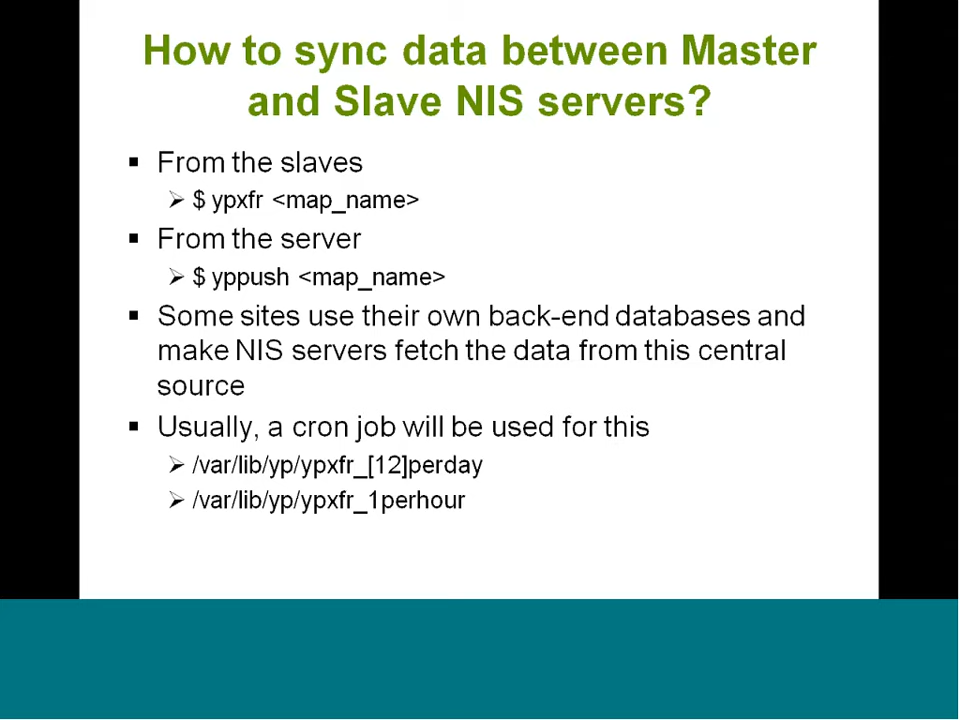 How to sync data between Master
and Slave NIS servers?
▪ From the slaves
➢ $ ypxfr <map_name>
▪ From the server
➢ $ yppush <map_name>
▪ Some sites use their own back-end databases and
make NIS servers fetch the data from this central
source
▪ Usually, a cron job will be used for this
➢ /var/lib/yp/ypxfr_[12]perday
➢ /var/lib/yp/ypxfr_1perhour